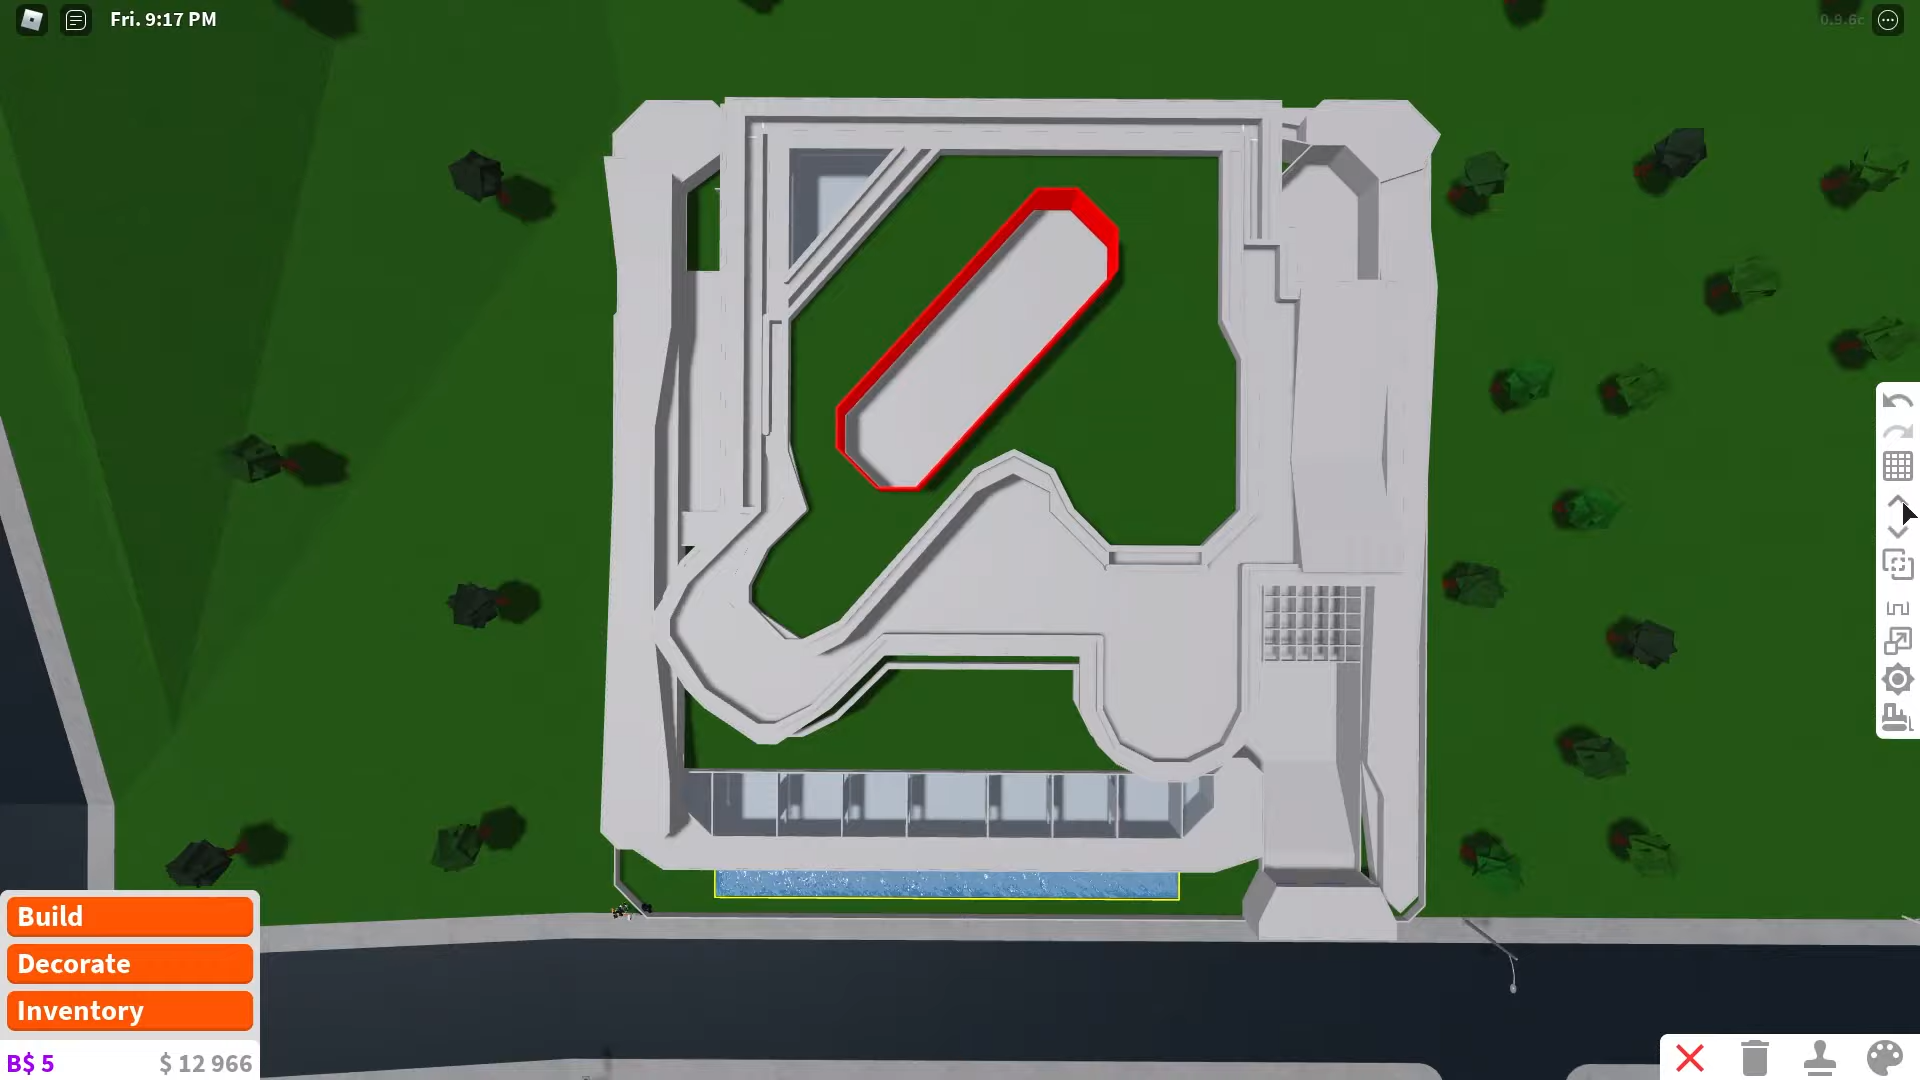 Fri. 9:17 PM
0.9.6c
Build
Decorate
Inventory
B$ 5
$ 12 966